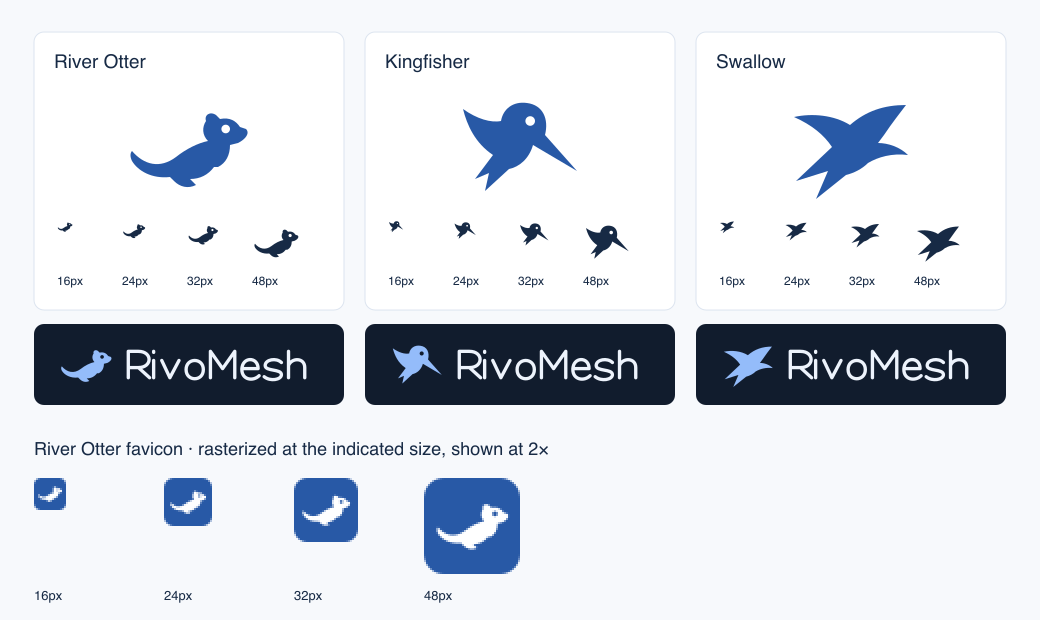 River Otter
Kingfisher
Swallow
16px 24px 32px 48px
16px 24px 32px 48px
16px 24px 32px 48px
RivoMesh
RivoMesh
RivoMesh
River Otter favicon · rasterized at the indicated size, shown at 2×
16px 24px 32px 48px